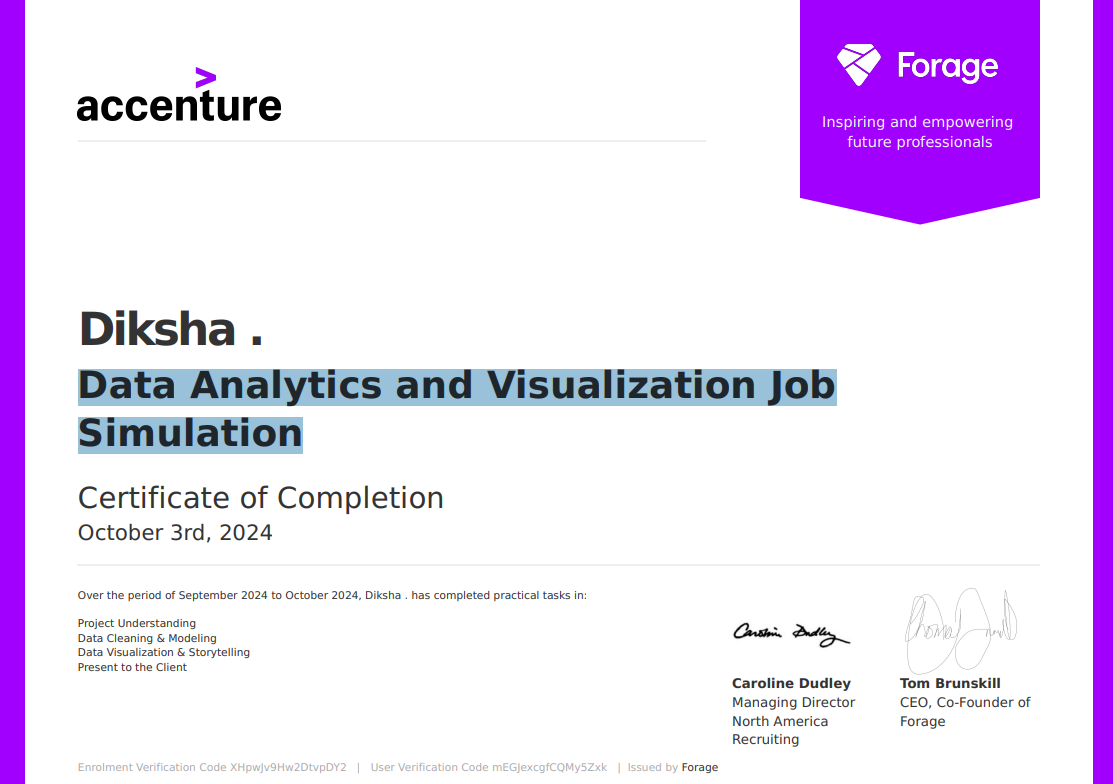 accenture
Forage
Inspiring and empowering
future professionals
Diksha .
Data Analytics and Visualization Job
Simulation
Certificate of Completion
October 3rd, 2024
Over the period of September 2024 to October 2024, Diksha . has completed practical tasks in:
Project Understanding
Data Cleaning & Modeling
Data Visualization & Storytelling
Present to the Client
Caroline Dudley
Caroline Dudley
Managing Director
North America
Recruiting
Tom Brunskill
CEO, Co-Founder of
Forage
Enrolment Verification Code XHpwJv9Hw2DtvpDY2 | User Verification Code mEGJexcgfCQMy5Zxk | Issued by Forage